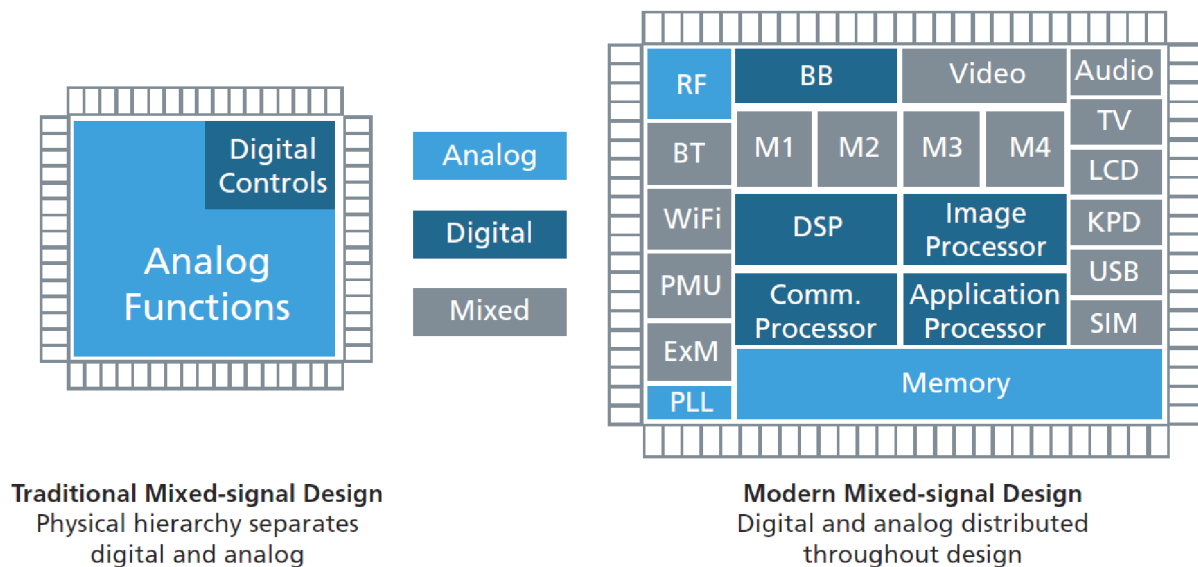 Digital
Controls
Analog
Functions
Traditional Mixed-signal Design
Physical hierarchy separates
digital and analog
Analog
Digital
Mixed
RF
BB
Video
Audio
BT
M1
M2
M3
M4
TV
LCD
WiFi
DSP
Image
Processor
KPD
PMU
USB
Comm.
Processor
Application
Processor
SIM
ExM
Memory
PLL
Modern Mixed-signal Design
Digital and analog distributed
throughout design